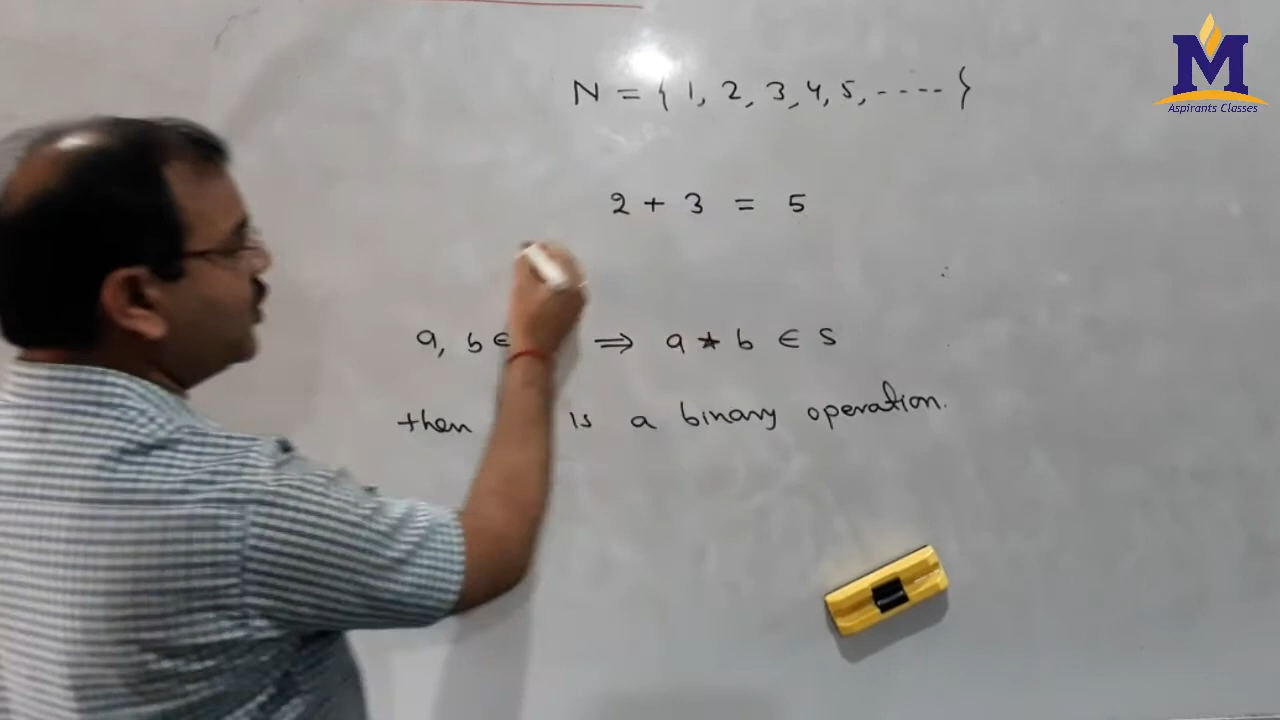 M
Aspirants Classes
N = { 1, 2, 3, 4, 5, ---- }
2 + 3 = 5
a, b ∈ ⇒ a * b ∈ S
then is a binary operation.